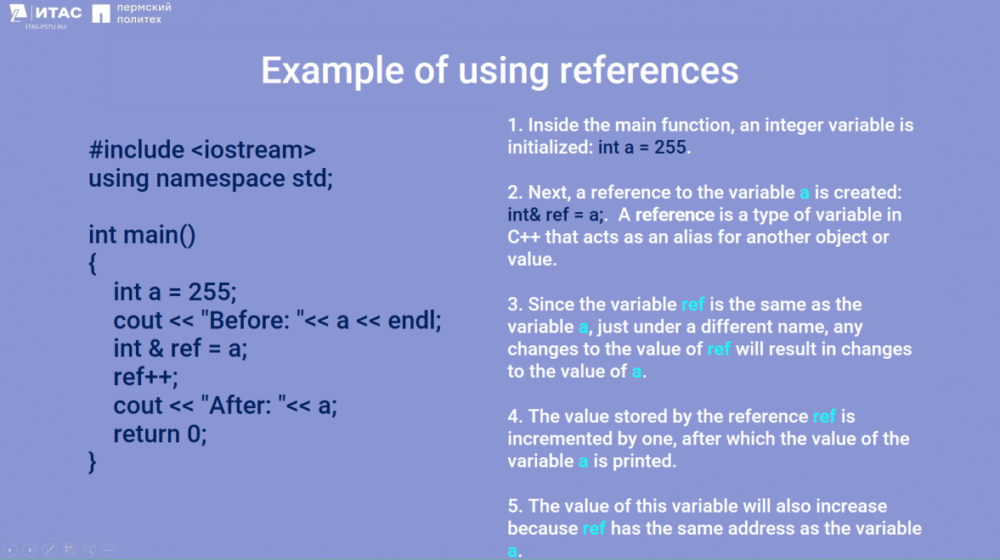 ИТАС
ITAS.PSTU.RU
пермский
политех
Example of using references
#include <iostream>
using namespace std;
int main()
{
int a = 255;
cout << "Before: "<< a << endl;
int & ref = a;
ref++;
cout << "After: "<< a;
return 0;
}
1. Inside the main function, an integer variable is
initialized: int a = 255.
2. Next, a reference to the variable a is created:
int& ref = a;.  A reference is a type of variable in
C++ that acts as an alias for another object or
value.
3. Since the variable ref is the same as the
variable a, just under a different name, any
changes to the value of ref will result in changes
to the value of a.
4. The value stored by the reference ref is
incremented by one, after which the value of the
variable a is printed.
5. The value of this variable will also increase
because ref has the same address as the variable
a.